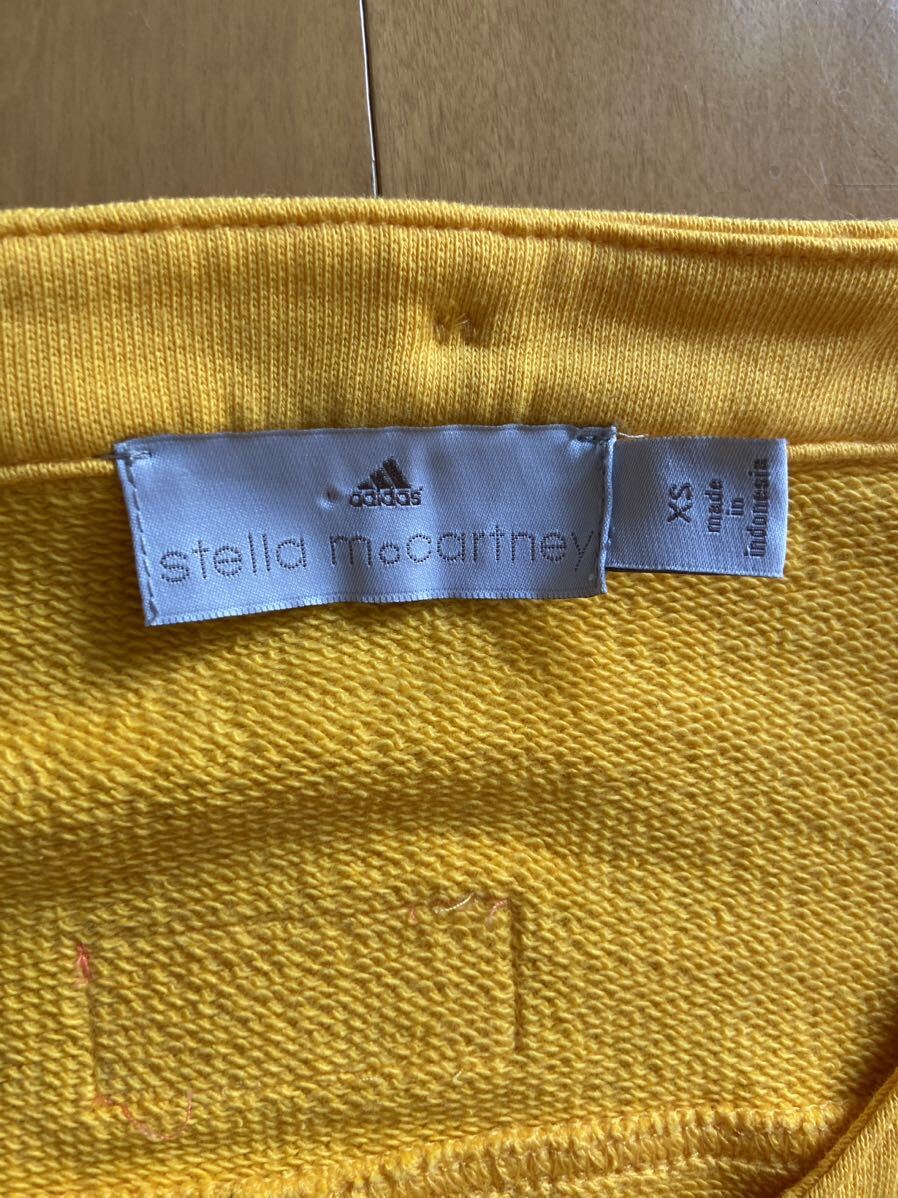 adidas
stella mccartney
XS
made
in
indonesia